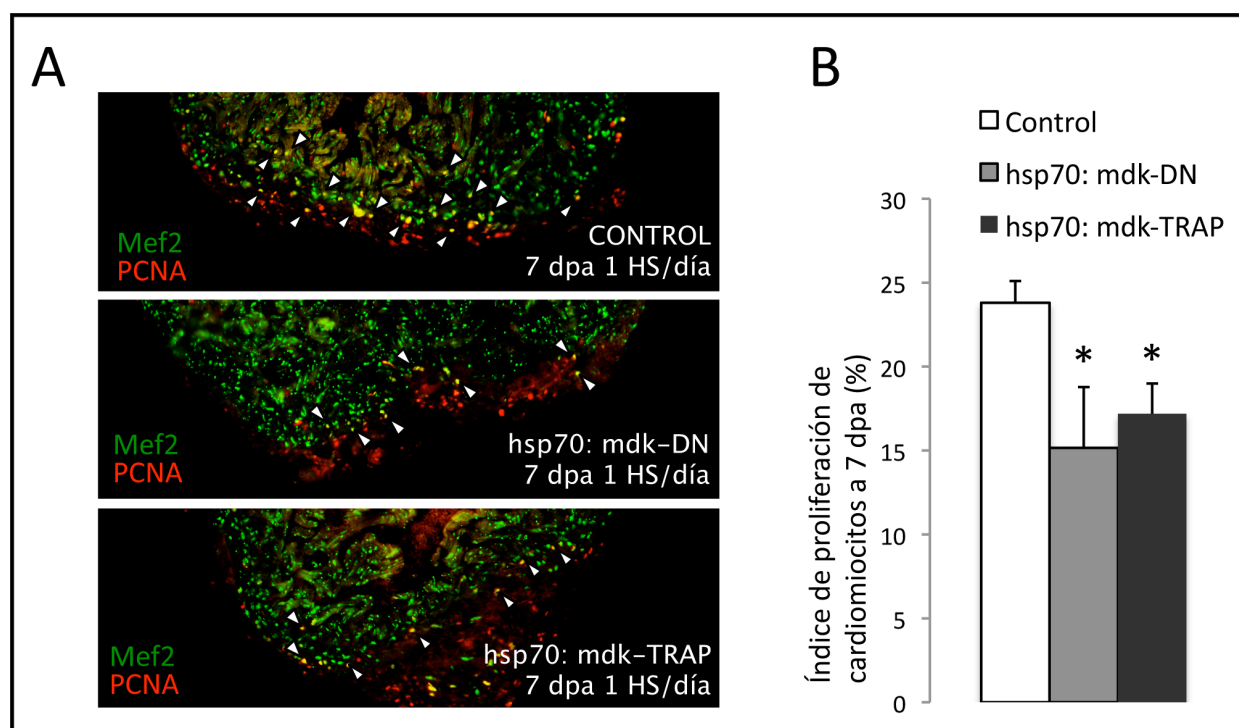 A
Mef2
PCNA
CONTROL
7 dpa 1 HS/día
Mef2
PCNA
hsp70: mdk-DN
7 dpa 1 HS/día
Mef2
PCNA
hsp70: mdk-TRAP
7 dpa 1 HS/día
B
Control
hsp70: mdk-DN
hsp70: mdk-TRAP
Índice de proliferación de
cardiomiocitos a 7 dpa (%)
30
25
20
15
10
5
0
*
*